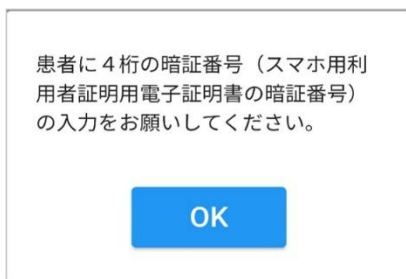 患者に４桁の暗証番号（スマホ用利
用者証明用電子証明書の暗証番号）
の入力をお願いしてください。
OK